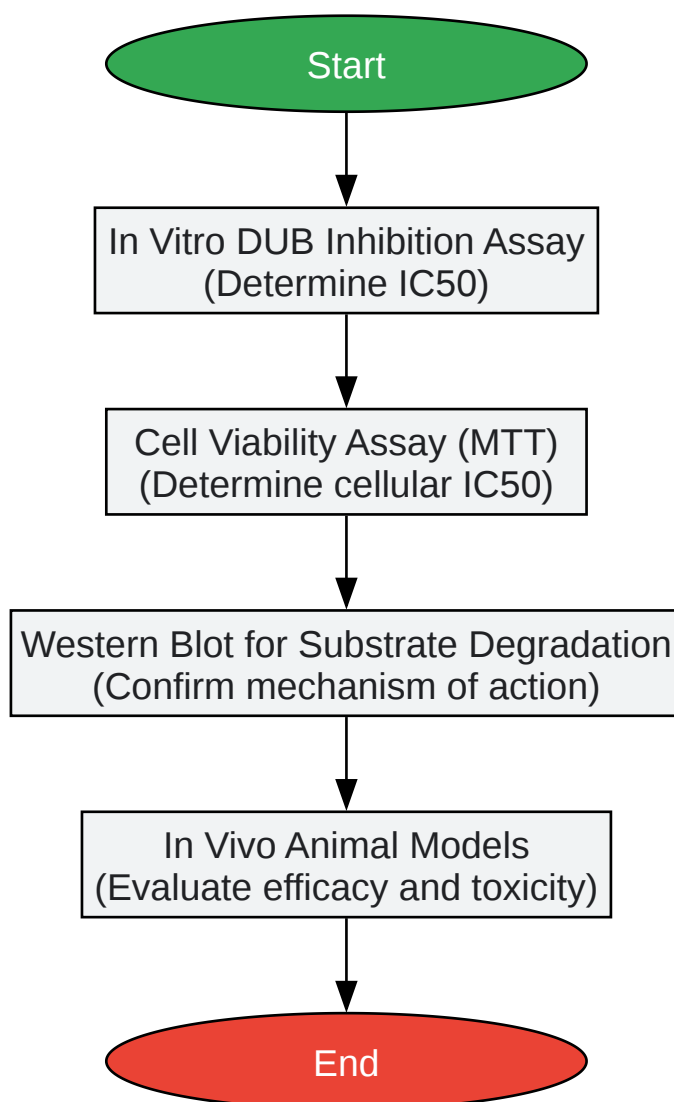 Start
In Vitro DUB Inhibition Assay
(Determine IC50)
Cell Viability Assay (MTT)
(Determine cellular IC50)
Western Blot for Substrate Degradation
(Confirm mechanism of action)
In Vivo Animal Models
(Evaluate efficacy and toxicity)
End